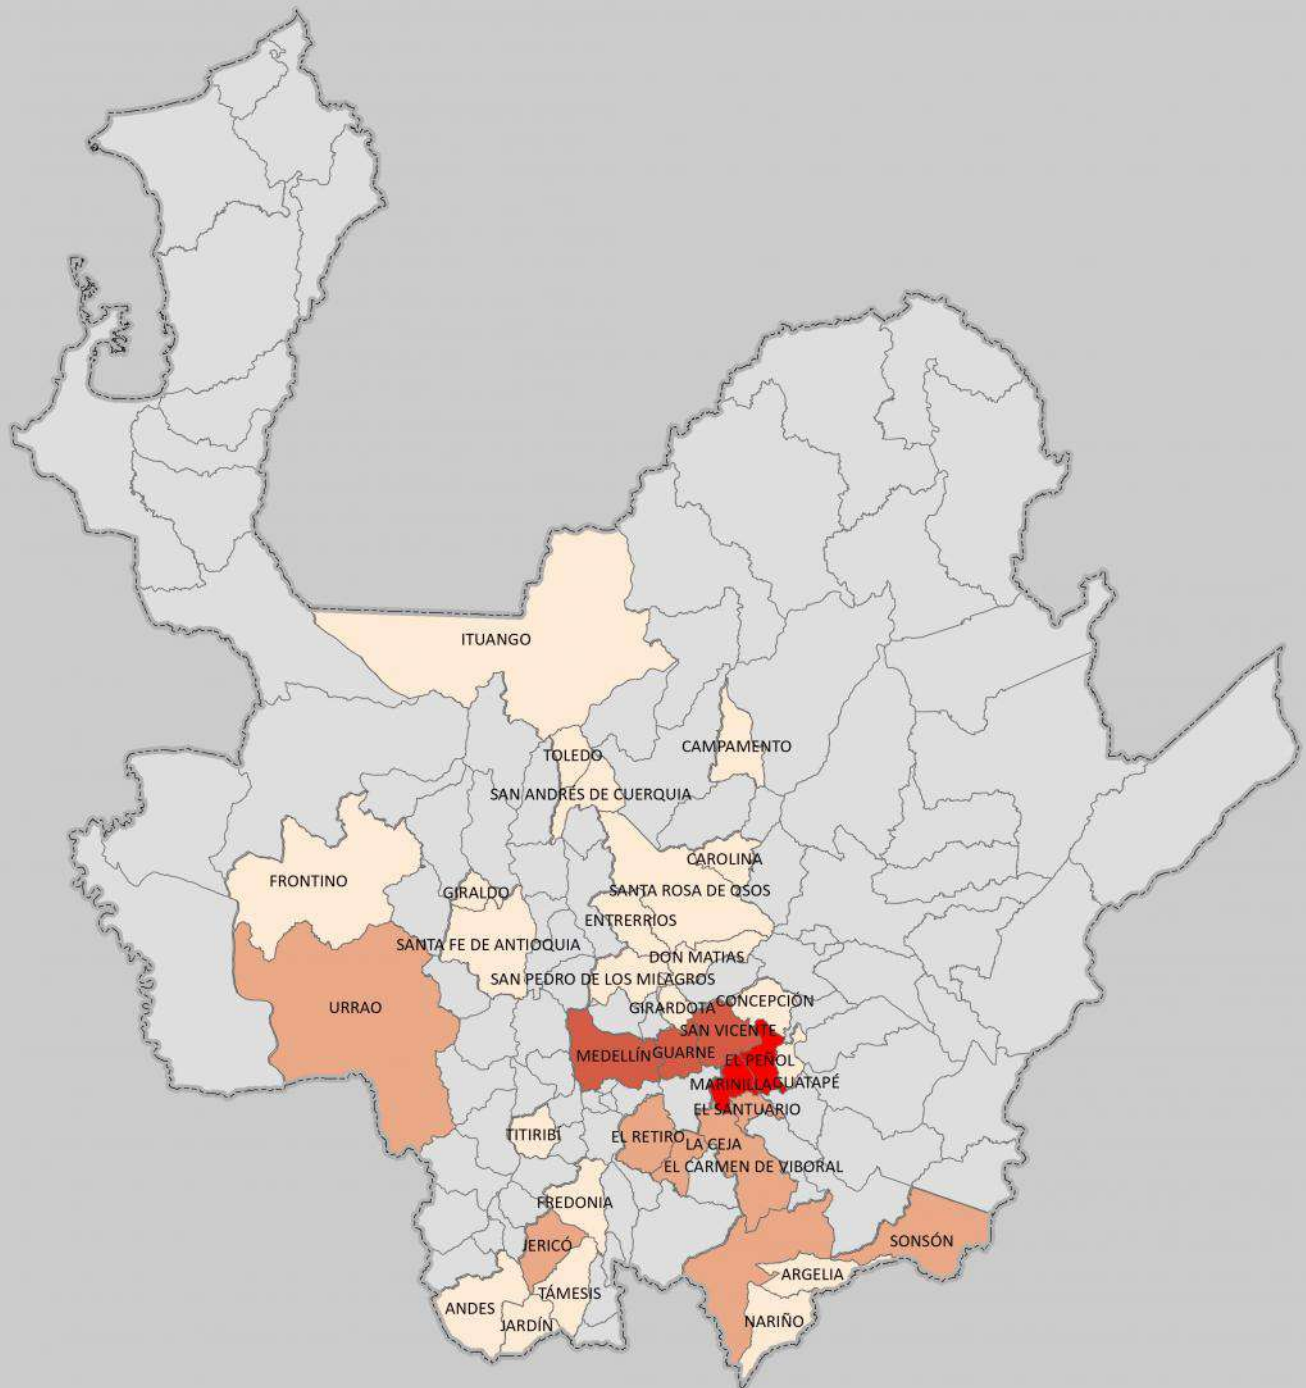 ITUANGO
CAMPAMENTO
TOLEDO
SAN ANDRES DE CUERQUIA
CAROLINA
FRONTINO
GIRALDO
SANTA ROSA DE OSOS
ENTRERRIOS
SANTA FE DE ANTIOQUIA
DON MATIAS
SAN PEDRO DE LOS MILAGROS
CONCEPCIÓN
URRAO
GIRARDOTA
SAN VICENTE
MEDELLÍN
GUARNE
EL PEÑOL
MARINILLA
GUATAPÉ
EL SANTUARIO
TITIRIBÍ
EL RETIRO
LA CEJA
EL CARMEN DE VIBORAL
FREDONIA
JERICÓ
SONSÓN
ARGELIA
TÁMESIS
ANDES
JARDÍN
NARIÑO